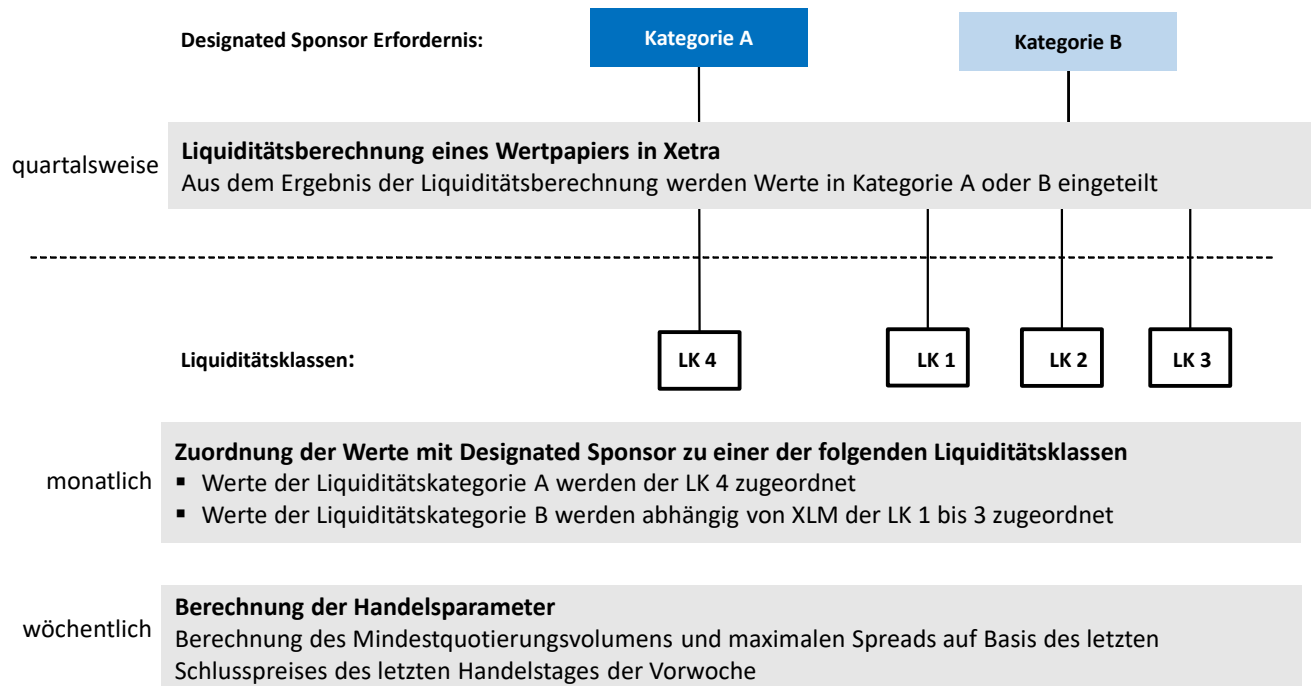 Designated Sponsor Erfordernis:
Kategorie A
Kategorie B
quartalsweise
Liquiditätsberechnung eines Wertpapiers in Xetra
Aus dem Ergebnis der Liquiditätsberechnung werden Werte in Kategorie A oder B eingeteilt
Liquiditätsklassen:
LK 4
LK 1
LK 2
LK 3
monatlich
Zuordnung der Werte mit Designated Sponsor zu einer der folgenden Liquiditätsklassen
▪ Werte der Liquiditätskategorie A werden der LK 4 zugeordnet
▪ Werte der Liquiditätskategorie B werden abhängig von XLM der LK 1 bis 3 zugeordnet
wöchentlich
Berechnung der Handelsparameter
Berechnung des Mindestquotierungsvolumens und maximalen Spreads auf Basis des letzten
Schlusspreises des letzten Handelstages der Vorwoche